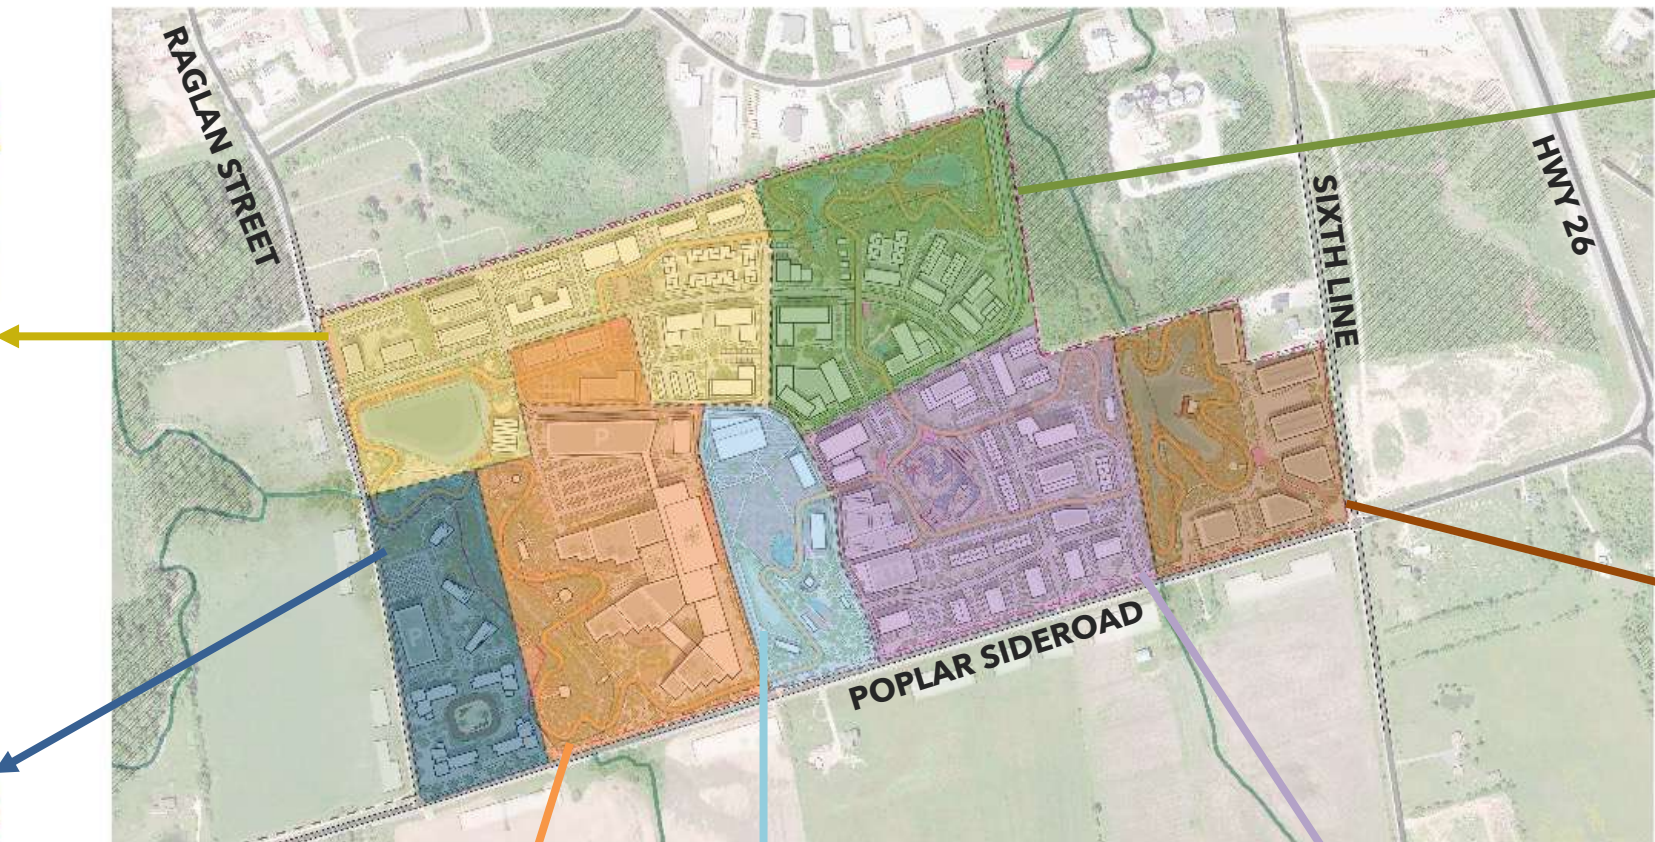 RAGLAN STREET
HWY 26
SIXTH LINE
P
P
POPLAR SIDEROAD